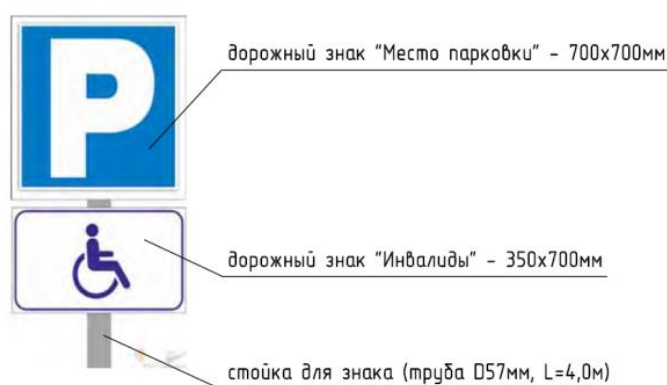 P
дорожный знак "Место парковки" - 700х700мм
дорожный знак "Инвалиды" - 350х700мм
стойка для знака (труба D57мм, L=4,0м)